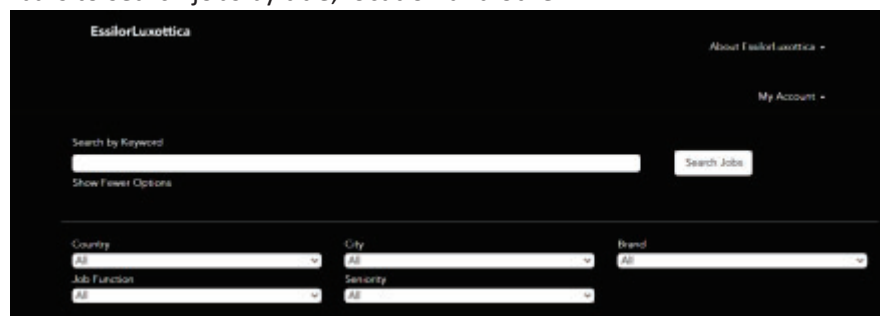 EssilorLuxottica
About EssilorLuxottica
My Account
Search by Keyword
Search Jobs
Show Fewer Options
Country
City
Brand
All
All
All
Job Function
Seniority
All
All